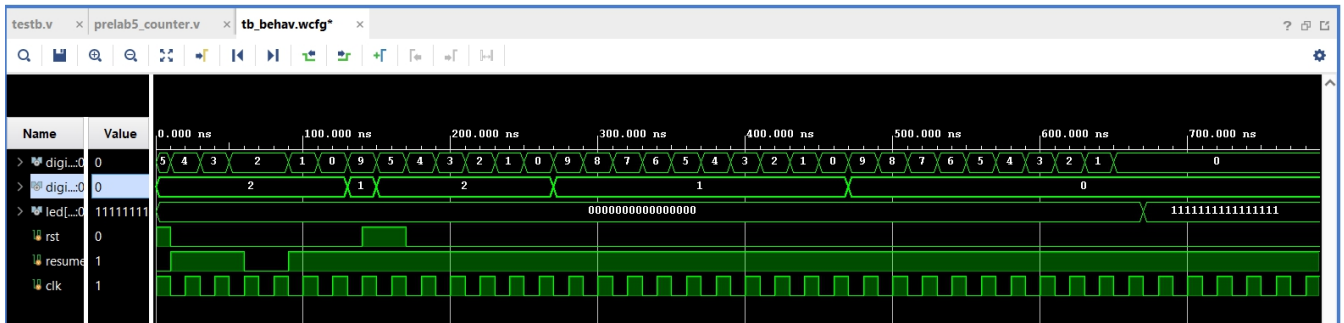 testb.v × prelab5_counter.v × tb_behav.wcfg* × ?
Name Value 0.000 ns 100.000 ns 200.000 ns 300.000 ns 400.000 ns 500.000 ns 600.000 ns 700.000 ns
> digi...:0 0 5 4 3 2 1 0 9 5 4 3 2 1 0 9 8 7 6 5 4 3 2 1 0 9 8 7 6 5 4 3 2 1 0
> digi...:0 0 2 1 2 1 0
> led[...:0 11111111 0000000000000000 1111111111111111
rst 0
resume 1
clk 1